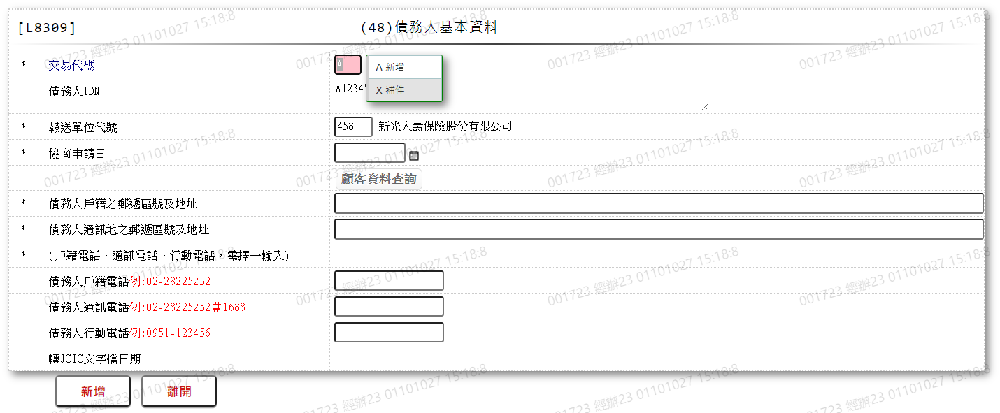 [L8309] (48)債務人基本資料
* 交易代碼 A
A 新增
X 補件
債務人IDN A1234
* 報送單位代號 458 新光人壽保險股份有限公司
* 協商申請日
顧客資料查詢
* 債務人戶籍之郵遞區號及地址
* 債務人通訊地之郵遞區號及地址
* (戶籍電話、通訊電話、行動電話，需擇一輸入)
債務人戶籍電話例:02-28225252
債務人通訊電話例:02-28225252＃1688
債務人行動電話例:0951-123456
轉JCIC文字檔日期
新增 離開
001723 經辦23 01101027 15:18:8